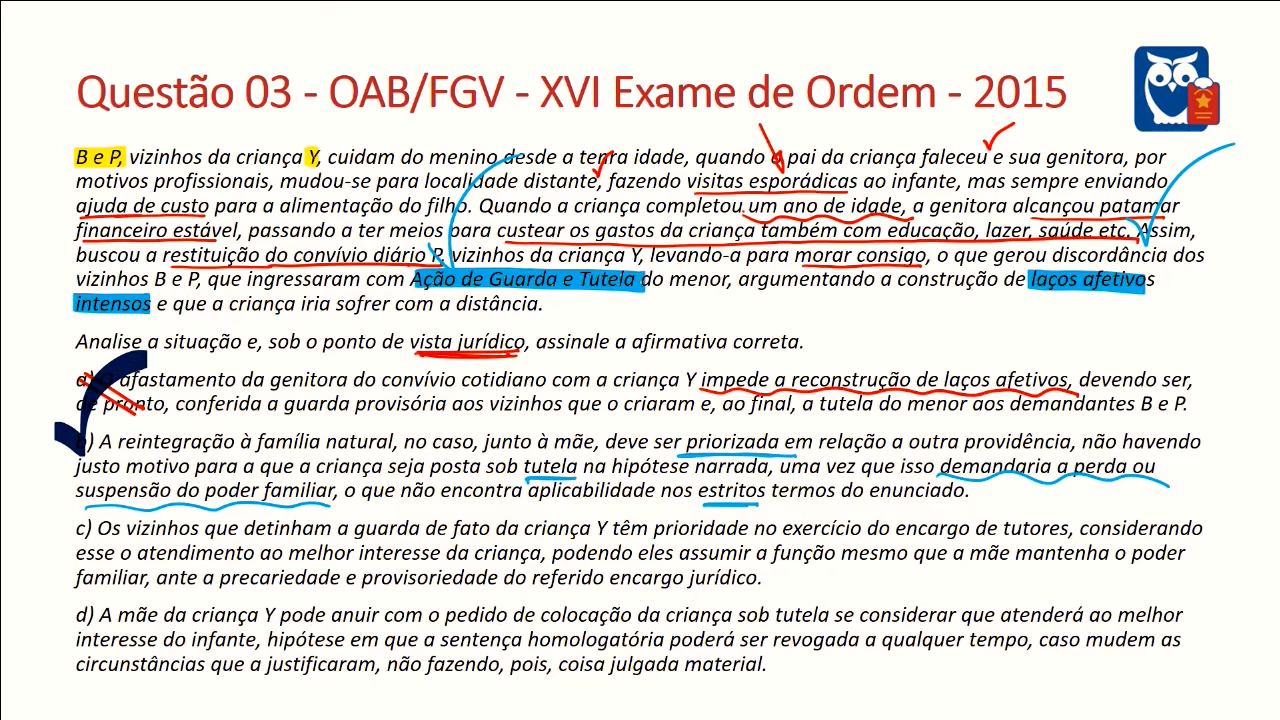 Questão 03 - OAB/FGV - XVI Exame de Ordem - 2015
B e P, vizinhos da criança Y, cuidam do menino desde a tenra idade, quando o pai da criança faleceu e sua genitora, por
motivos profissionais, mudou-se para localidade distante, fazendo visitas esporádicas ao infante, mas sempre enviando
ajuda de custo para a alimentação do filho. Quando a criança completou um ano de idade, a genitora alcançou patamar
financeiro estável, passando a ter meios para custear os gastos da criança também com educação, lazer, saúde etc. Assim,
buscou a restituição do convívio diário P, vizinhos da criança Y, levando-a para morar consigo, o que gerou discordância dos
vizinhos B e P, que ingressaram com Ação de Guarda e Tutela do menor, argumentando a construção de laços afetivos
intensos e que a criança iria sofrer com a distância.
Analise a situação e, sob o ponto de vista jurídico, assinale a afirmativa correta.
a) O afastamento da genitora do convívio cotidiano com a criança Y impede a reconstrução de laços afetivos, devendo ser,
de pronto, conferida a guarda provisória aos vizinhos que o criaram e, ao final, a tutela do menor aos demandantes B e P.
b) A reintegração à família natural, no caso, junto à mãe, deve ser priorizada em relação a outra providência, não havendo
justo motivo para a que a criança seja posta sob tutela na hipótese narrada, uma vez que isso demandaria a perda ou
suspensão do poder familiar, o que não encontra aplicabilidade nos estritos termos do enunciado.
c) Os vizinhos que detinham a guarda de fato da criança Y têm prioridade no exercício do encargo de tutores, considerando
esse o atendimento ao melhor interesse da criança, podendo eles assumir a função mesmo que a mãe mantenha o poder
familiar, ante a precariedade e provisoriedade do referido encargo jurídico.
d) A mãe da criança Y pode anuir com o pedido de colocação da criança sob tutela se considerar que atenderá ao melhor
interesse do infante, hipótese em que a sentença homologatória poderá ser revogada a qualquer tempo, caso mudem as
circunstâncias que a justificaram, não fazendo, pois, coisa julgada material.